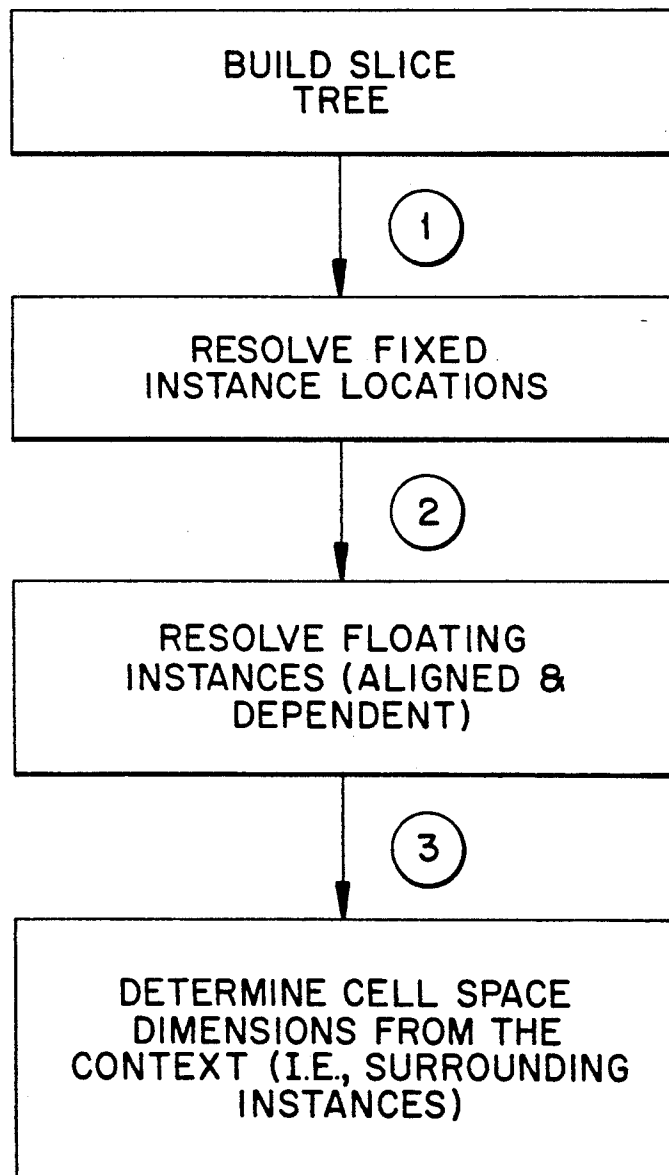 BUILD SLICE
TREE
1
RESOLVE FIXED
INSTANCE LOCATIONS
2
RESOLVE FLOATING
INSTANCES (ALIGNED &
DEPENDENT)
3
DETERMINE CELL SPACE
DIMENSIONS FROM THE
CONTEXT (I.E., SURROUNDING
INSTANCES)